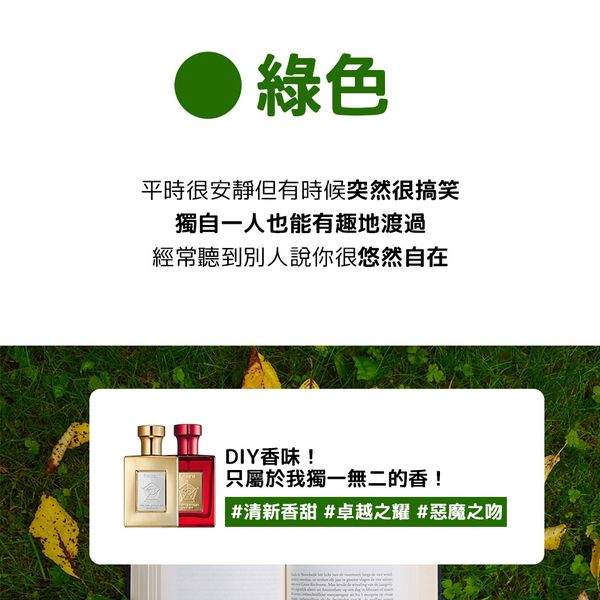 綠色
平時很安靜但有時候突然很搞笑
獨自一人也能有趣地渡過
經常聽到別人說你很悠然自在
DIY香味！
只屬於我獨一無二的香！
#清新香甜 #卓越之耀 #惡魔之吻